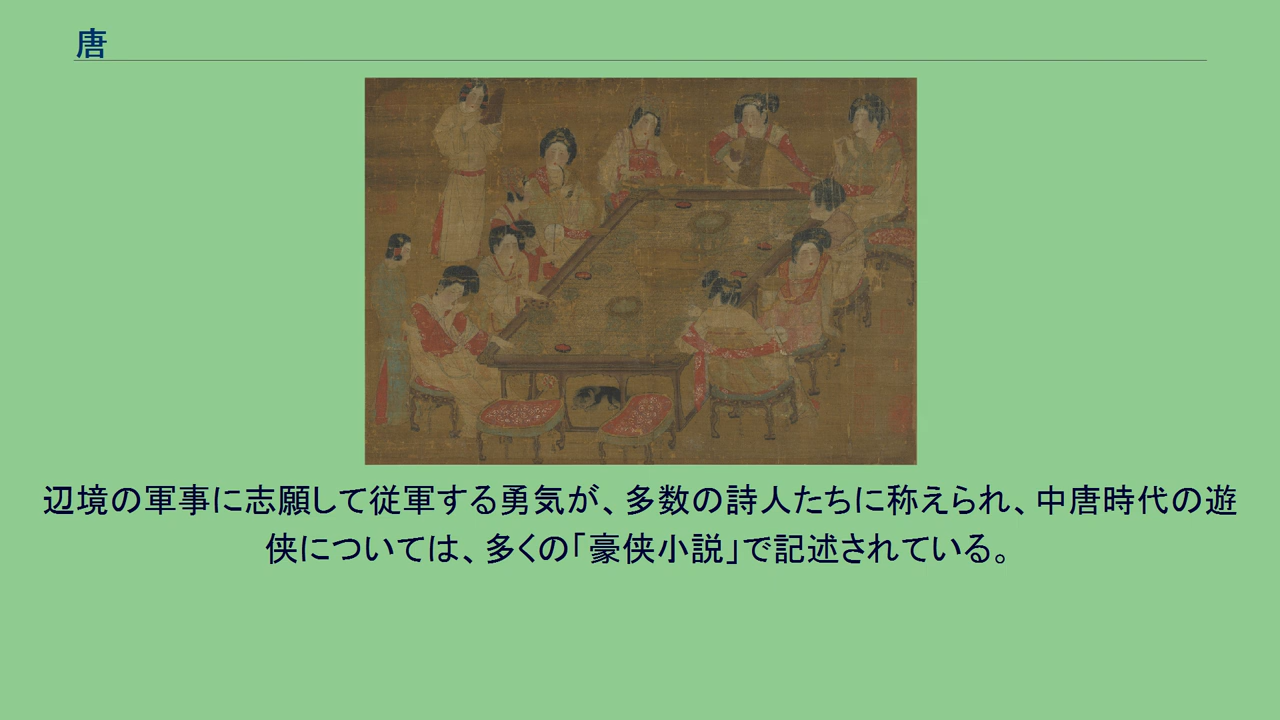 唐
辺境の軍事に志願して従軍する勇気が、多数の詩人たちに称えられ、中唐時代の遊
侠については、多くの「豪侠小説」で記述されている。